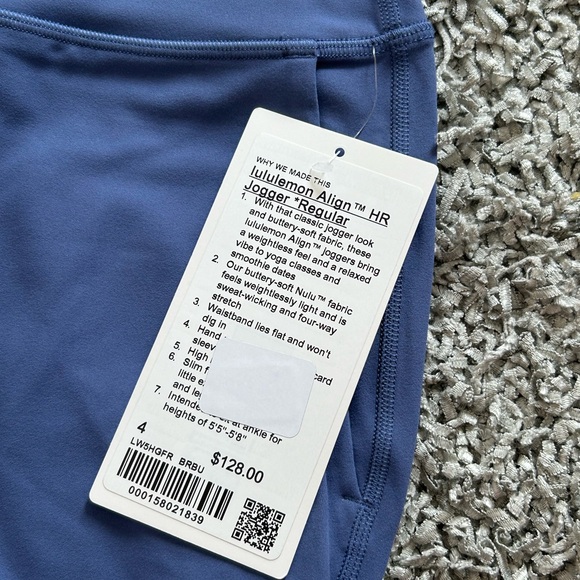 WHY WE MADE THIS
lululemon Align™ HR
Jogger *Regular
1. With that classic jogger look
and buttery-soft fabric, these
lululemon Align™ joggers bring
a weightless feel and a relaxed
vibe to yoga classes and
smoothie dates
2. Our buttery-soft Nulu™ fabric
feels weightlessly light and is
sweat-wicking and four-way
stretch
3. Waistband lies flat and won't
dig in
4. Hand
5. sleev
6. High card
Slim f
little e
7. and le
Intende sit at ankle for
heights of 5'5"-5'8"
4 $128.00
LW5HGFR BRBU
000158021839